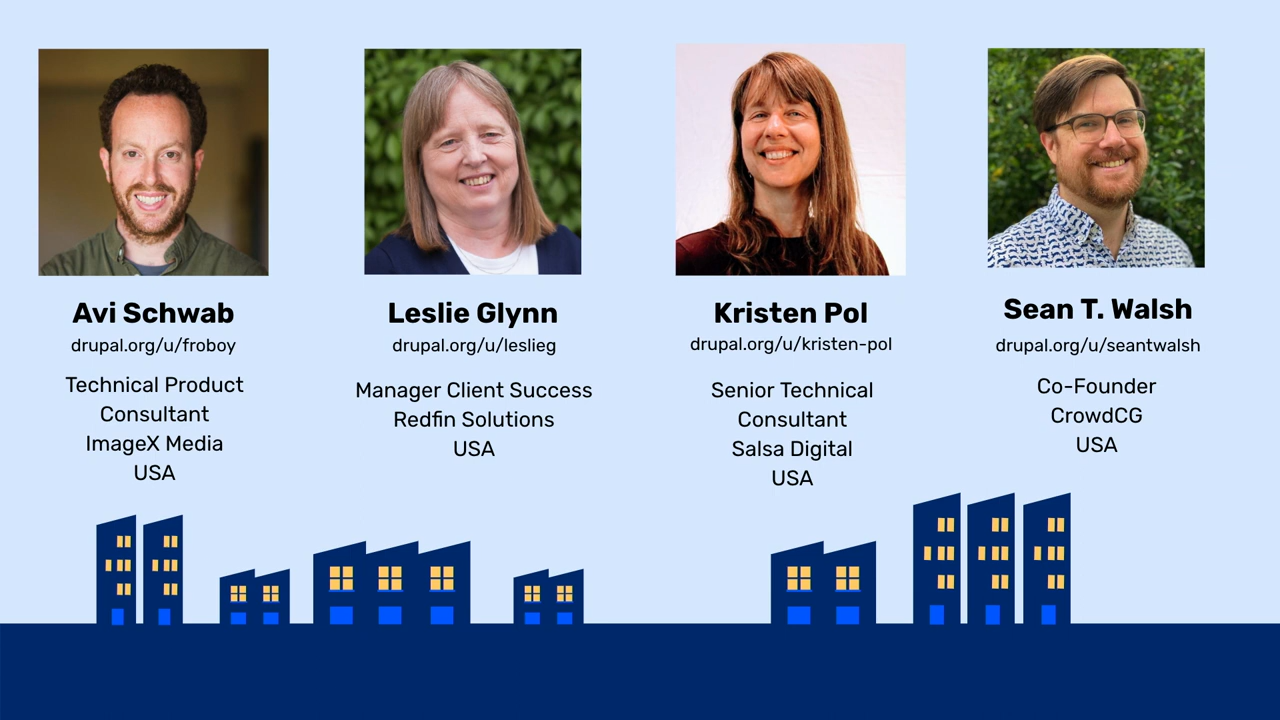 Avi Schwab
drupal.org/u/froboy
Technical Product
Consultant
ImageX Media
USA
Leslie Glynn
drupal.org/u/leslieg
Manager Client Success
Redfin Solutions
USA
Kristen Pol
drupal.org/u/kristen-pol
Senior Technical
Consultant
Salsa Digital
USA
Sean T. Walsh
drupal.org/u/seantwalsh
Co-Founder
CrowdCG
USA